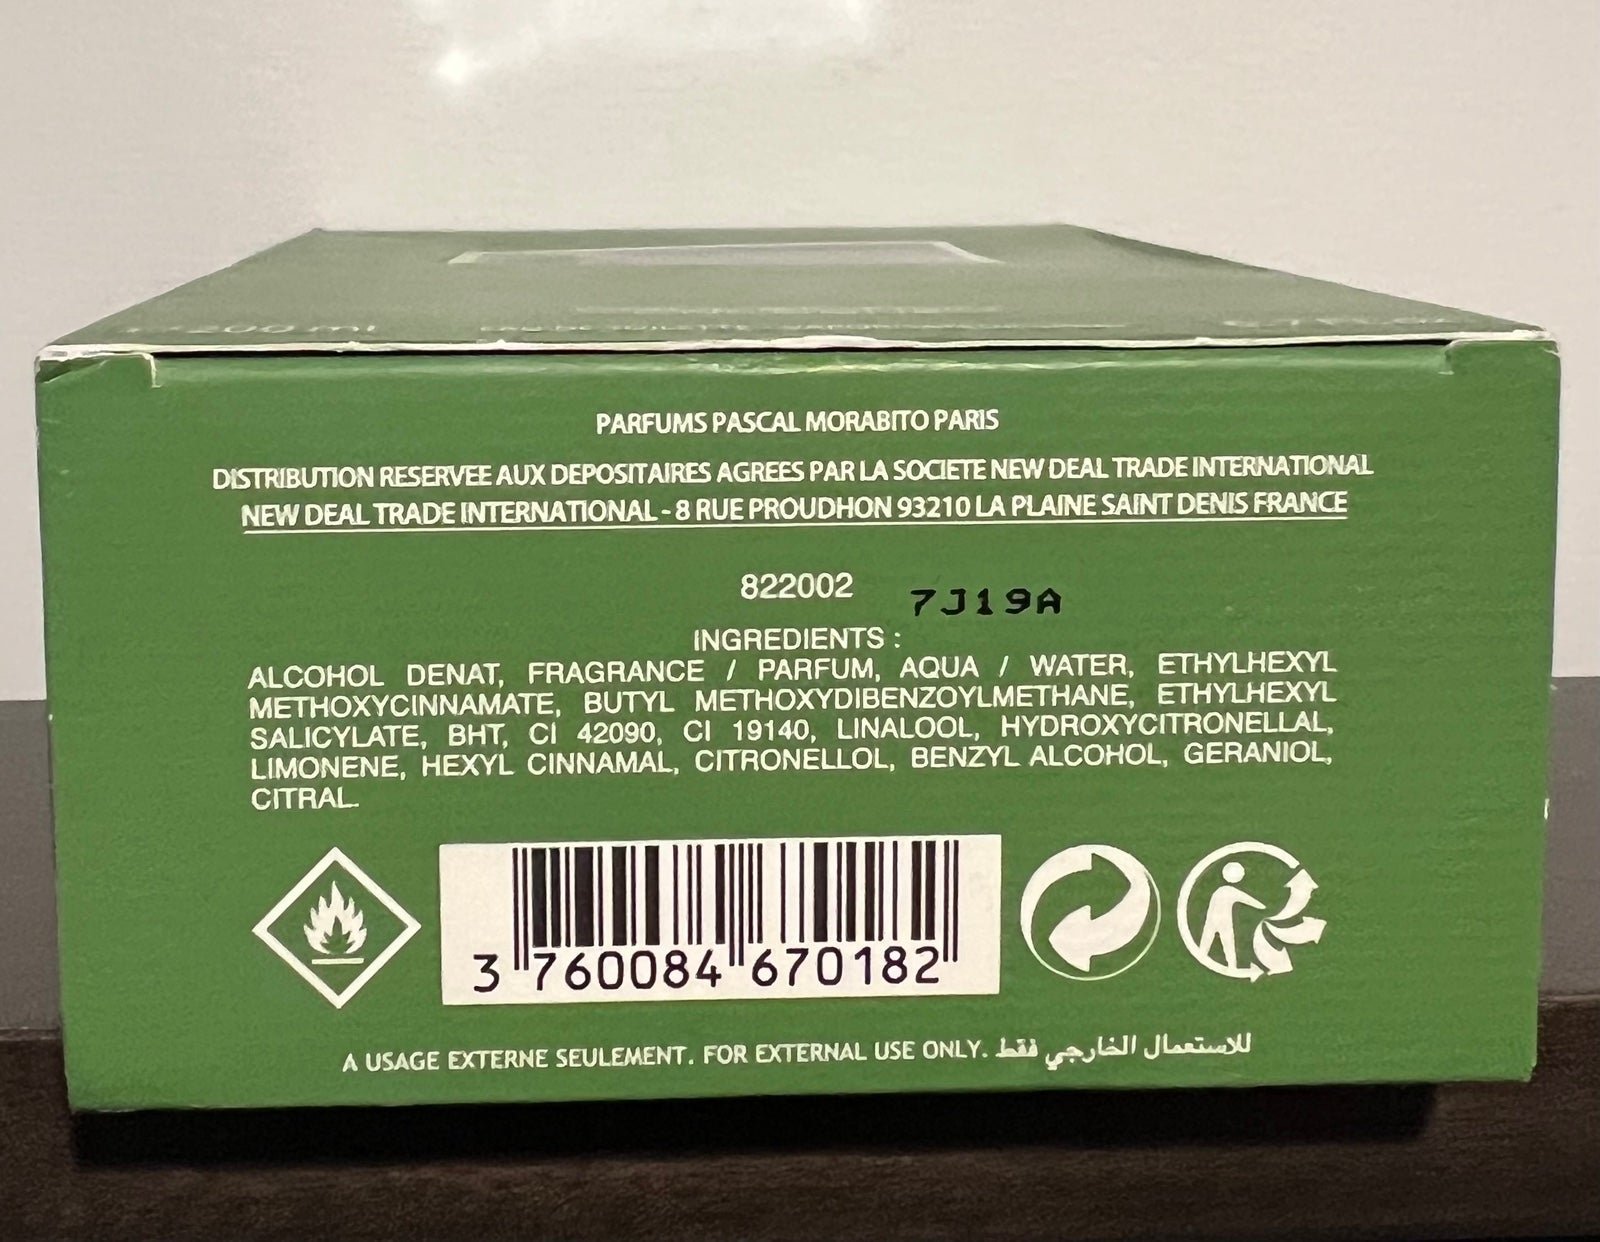 200 ml
PARFUMS PASCAL MORABITO PARIS
DISTRIBUTION RESERVEE AUX DEPOSITAIRES AGREES PAR LA SOCIETE NEW DEAL TRADE INTERNATIONAL
NEW DEAL TRADE INTERNATIONAL - 8 RUE PROUDHON 93210 LA PLAINE SAINT DENIS FRANCE
822002 7J19A
INGREDIENTS :
ALCOHOL DENAT, FRAGRANCE / PARFUM, AQUA / WATER, ETHYLHEXYL
METHOXYCINNAMATE, BUTYL METHOXYDIBENZOYLMETHANE, ETHYLHEXYL
SALICYLATE, BHT, CI 42090, CI 19140, LINALOOL, HYDROXYCITRONELLAL,
LIMONENE, HEXYL CINNAMAL, CITRONELLOL, BENZYL ALCOHOL, GERANIOL,
CITRAL.
3 760084 670182
A USAGE EXTERNE SEULEMENT. FOR EXTERNAL USE ONLY. للاستعمال الخارجي فقط